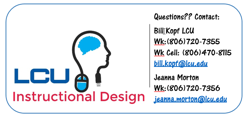 LCU
Instructional Design
Questions?? Contact:
Bill Kopf LCU
Wk: (806)720-7355
Wk Cell: (806)470-8115
bill.kopf@lcu.edu
Jeanna Morton
Wk: (806)720-7356
jeanna.morton@lcu.edu